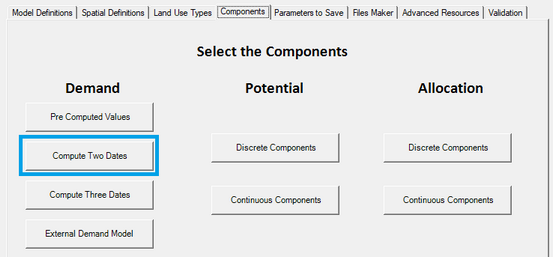 Model Definitions Spatial Definitions Land Use Types Components Parameters to Save Files Maker Advanced Resources Validation
Select the Components
Demand Potential Allocation
Pre Computed Values
Compute Two Dates Discrete Components Discrete Components
Compute Three Dates Continuous Components Continuous Components
External Demand Model